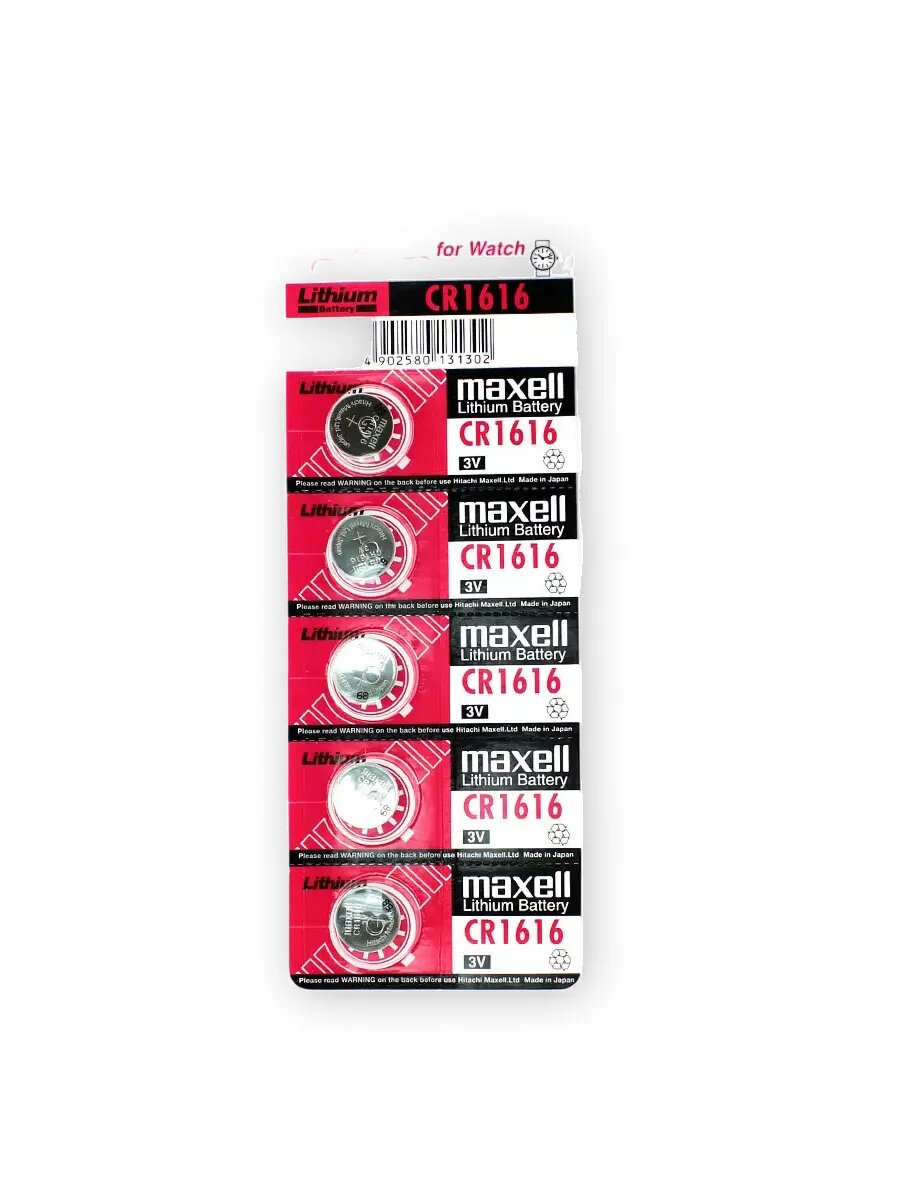 for Watch
Lithium
Battery
CR1616
4 902580 131302
Lithium
maxell
Lithium Battery
CR1616
3V
Please read WARNING on the back before use Hitachi Maxell.Ltd Made in Japan
Lithium
maxell
Lithium Battery
CR1616
3V
Please read WARNING on the back before use Hitachi Maxell.Ltd Made in Japan
Lithium
maxell
Lithium Battery
CR1616
3V
Please read WARNING on the back before use Hitachi Maxell.Ltd Made in Japan
Lithium
maxell
Lithium Battery
CR1616
3V
Please read WARNING on the back before use Hitachi Maxell.Ltd Made in Japan
Lithium
maxell
Lithium Battery
CR1616
3V
Please read WARNING on the back before use Hitachi Maxell.Ltd Made in Japan